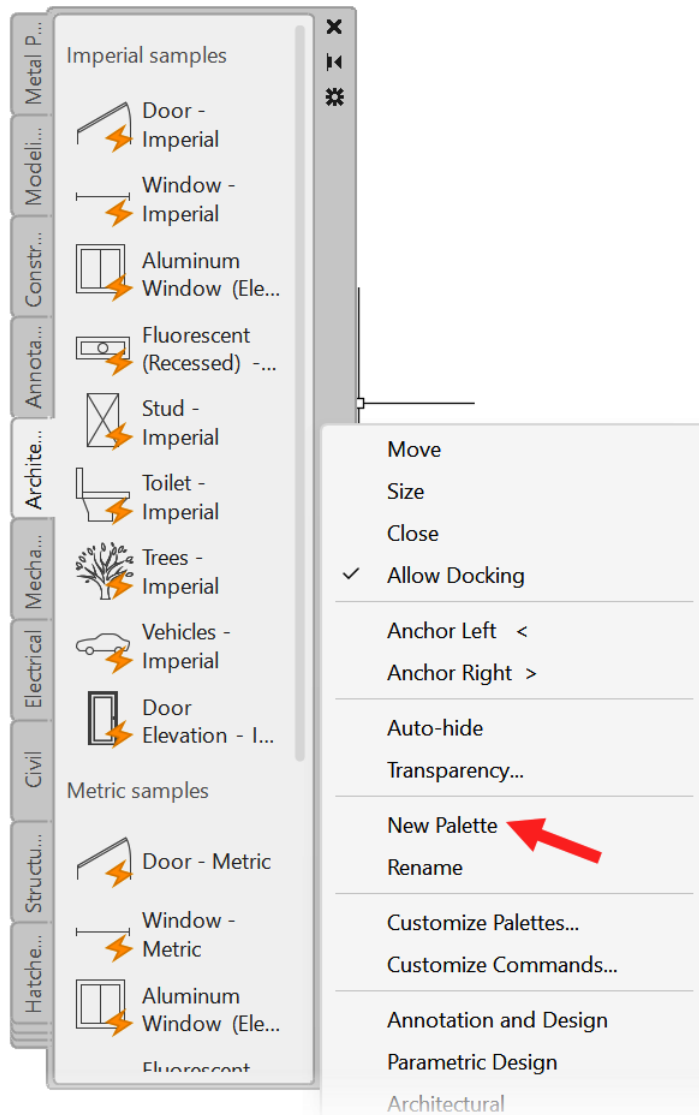 Metal P...
Modeli...
Constr...
Annota...
Archite...
Mecha...
Electrical
Civil
Structu...
Hatche...
Imperial samples
Door -
Imperial
Window -
Imperial
Aluminum
Window (Ele...
Fluorescent
(Recessed) -...
Stud -
Imperial
Toilet -
Imperial
Trees -
Imperial
Vehicles -
Imperial
Door
Elevation - I...
Metric samples
Door - Metric
Window -
Metric
Aluminum
Window (Ele...
Fluorescent
Move
Size
Close
Allow Docking
Anchor Left <
Anchor Right >
Auto-hide
Transparency...
New Palette
Rename
Customize Palettes...
Customize Commands...
Annotation and Design
Parametric Design
Architectural